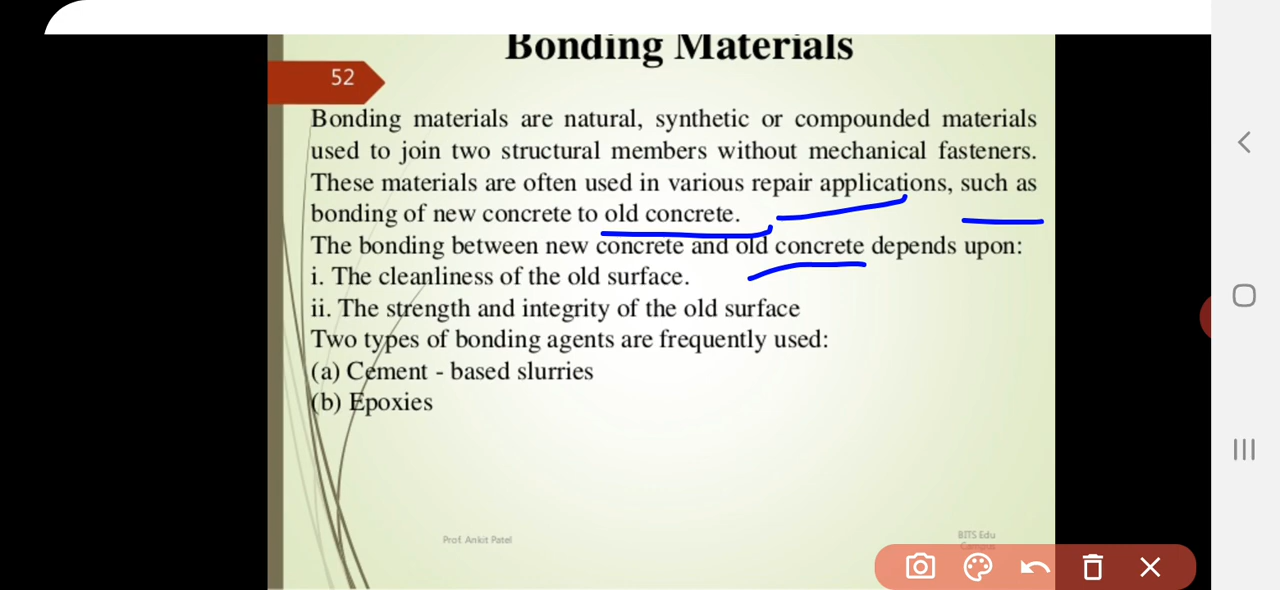 Bonding Materials
52
Bonding materials are natural, synthetic or compounded materials
used to join two structural members without mechanical fasteners.
These materials are often used in various repair applications, such as
bonding of new concrete to old concrete.
The bonding between new concrete and old concrete depends upon:
i. The cleanliness of the old surface.
ii. The strength and integrity of the old surface
Two types of bonding agents are frequently used:
(a) Cement - based slurries
(b) Epoxies
Prof. Ankit Patel
BITS Edu
Campus